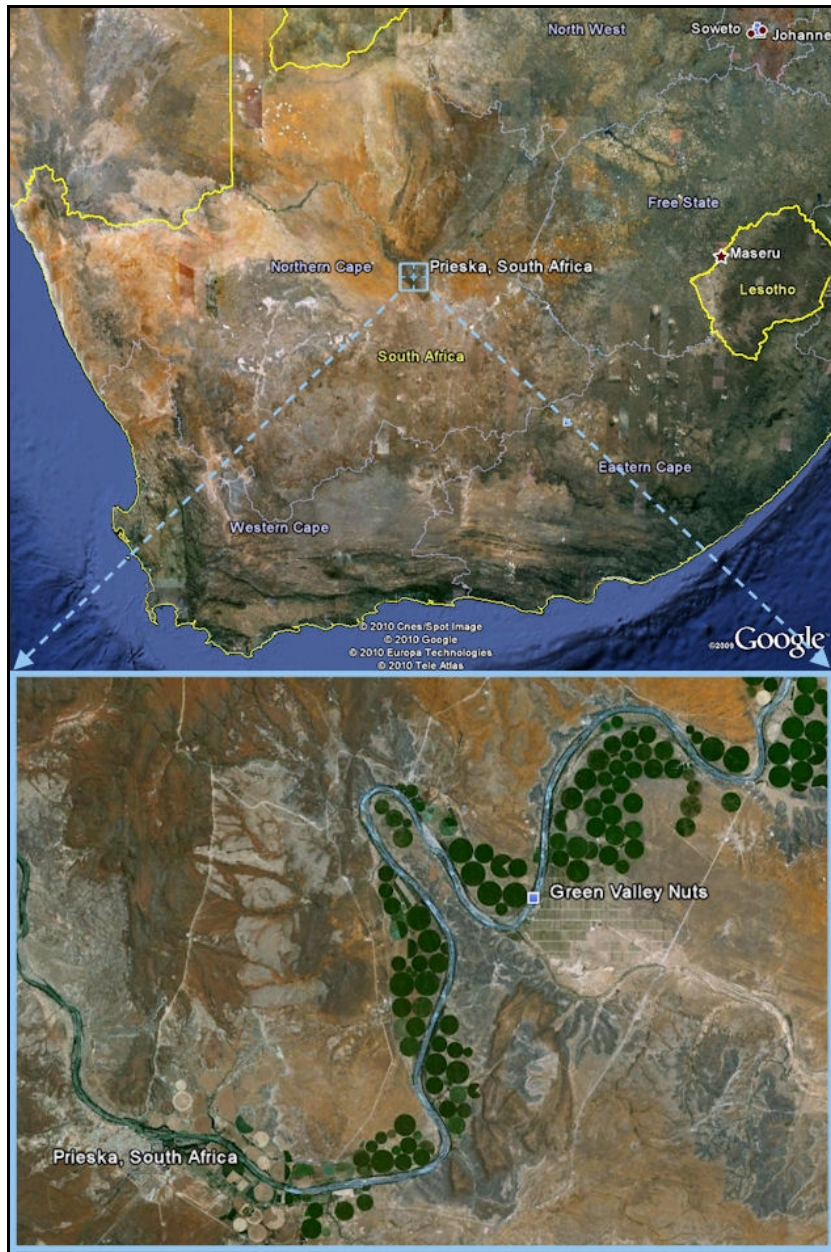 North West
Soweto
Johanne
Free State
Maseru
Lesotho
Northern Cape
Prieska, South Africa
South Africa
Eastern Cape
Western Cape
© 2010 Cnes/Spot Image
© 2010 Google
© 2010 Europa Technologies
© 2010 Tele Atlas
©2009 Google
Green Valley Nuts
Prieska, South Africa